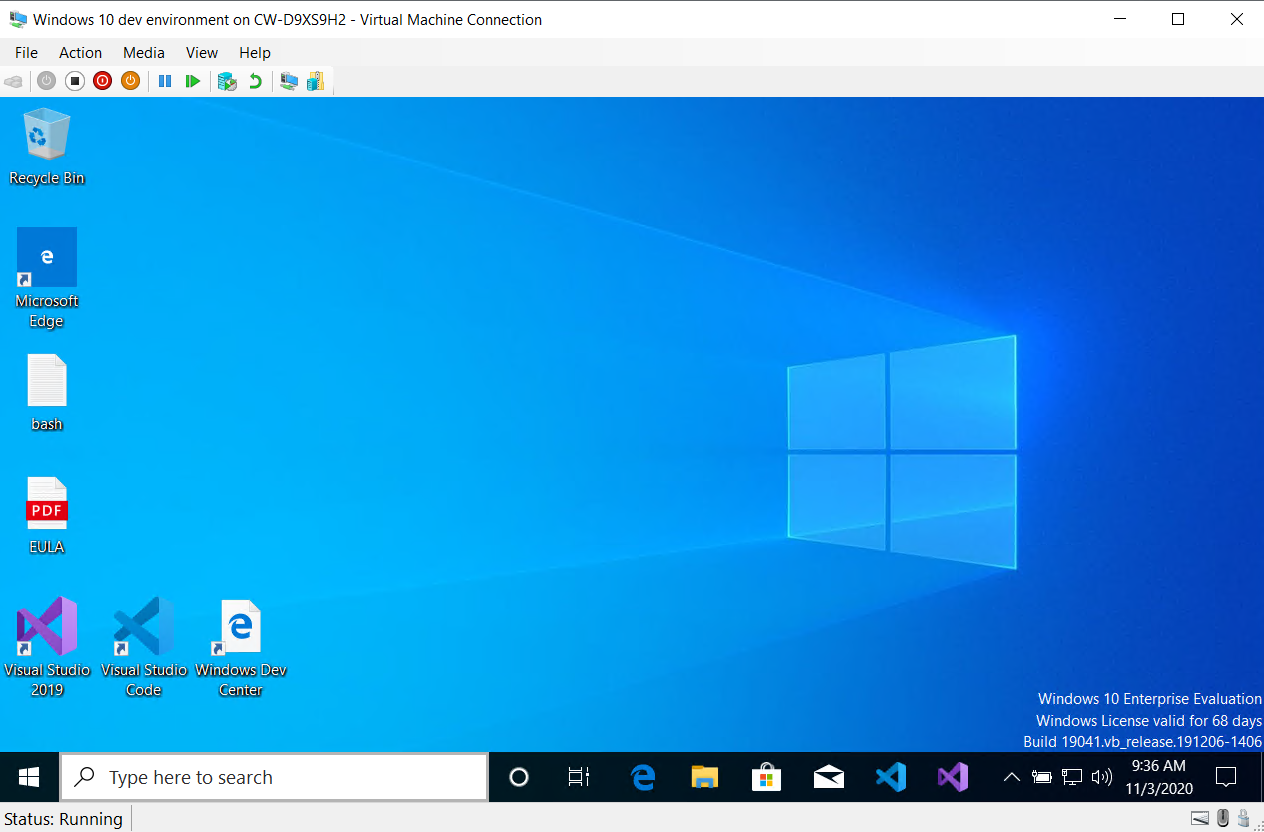 Windows 10 dev environment on CW-D9XS9H2 - Virtual Machine Connection
File Action Media View Help
Recycle Bin
Microsoft
Edge
bash
PDF
EULA
Visual Studio
2019
Visual Studio
Code
Windows Dev
Center
Windows 10 Enterprise Evaluation
Windows License valid for 68 days
Build 19041.vb_release.191206-1406
Type here to search
9:36 AM
11/3/2020
Status: Running